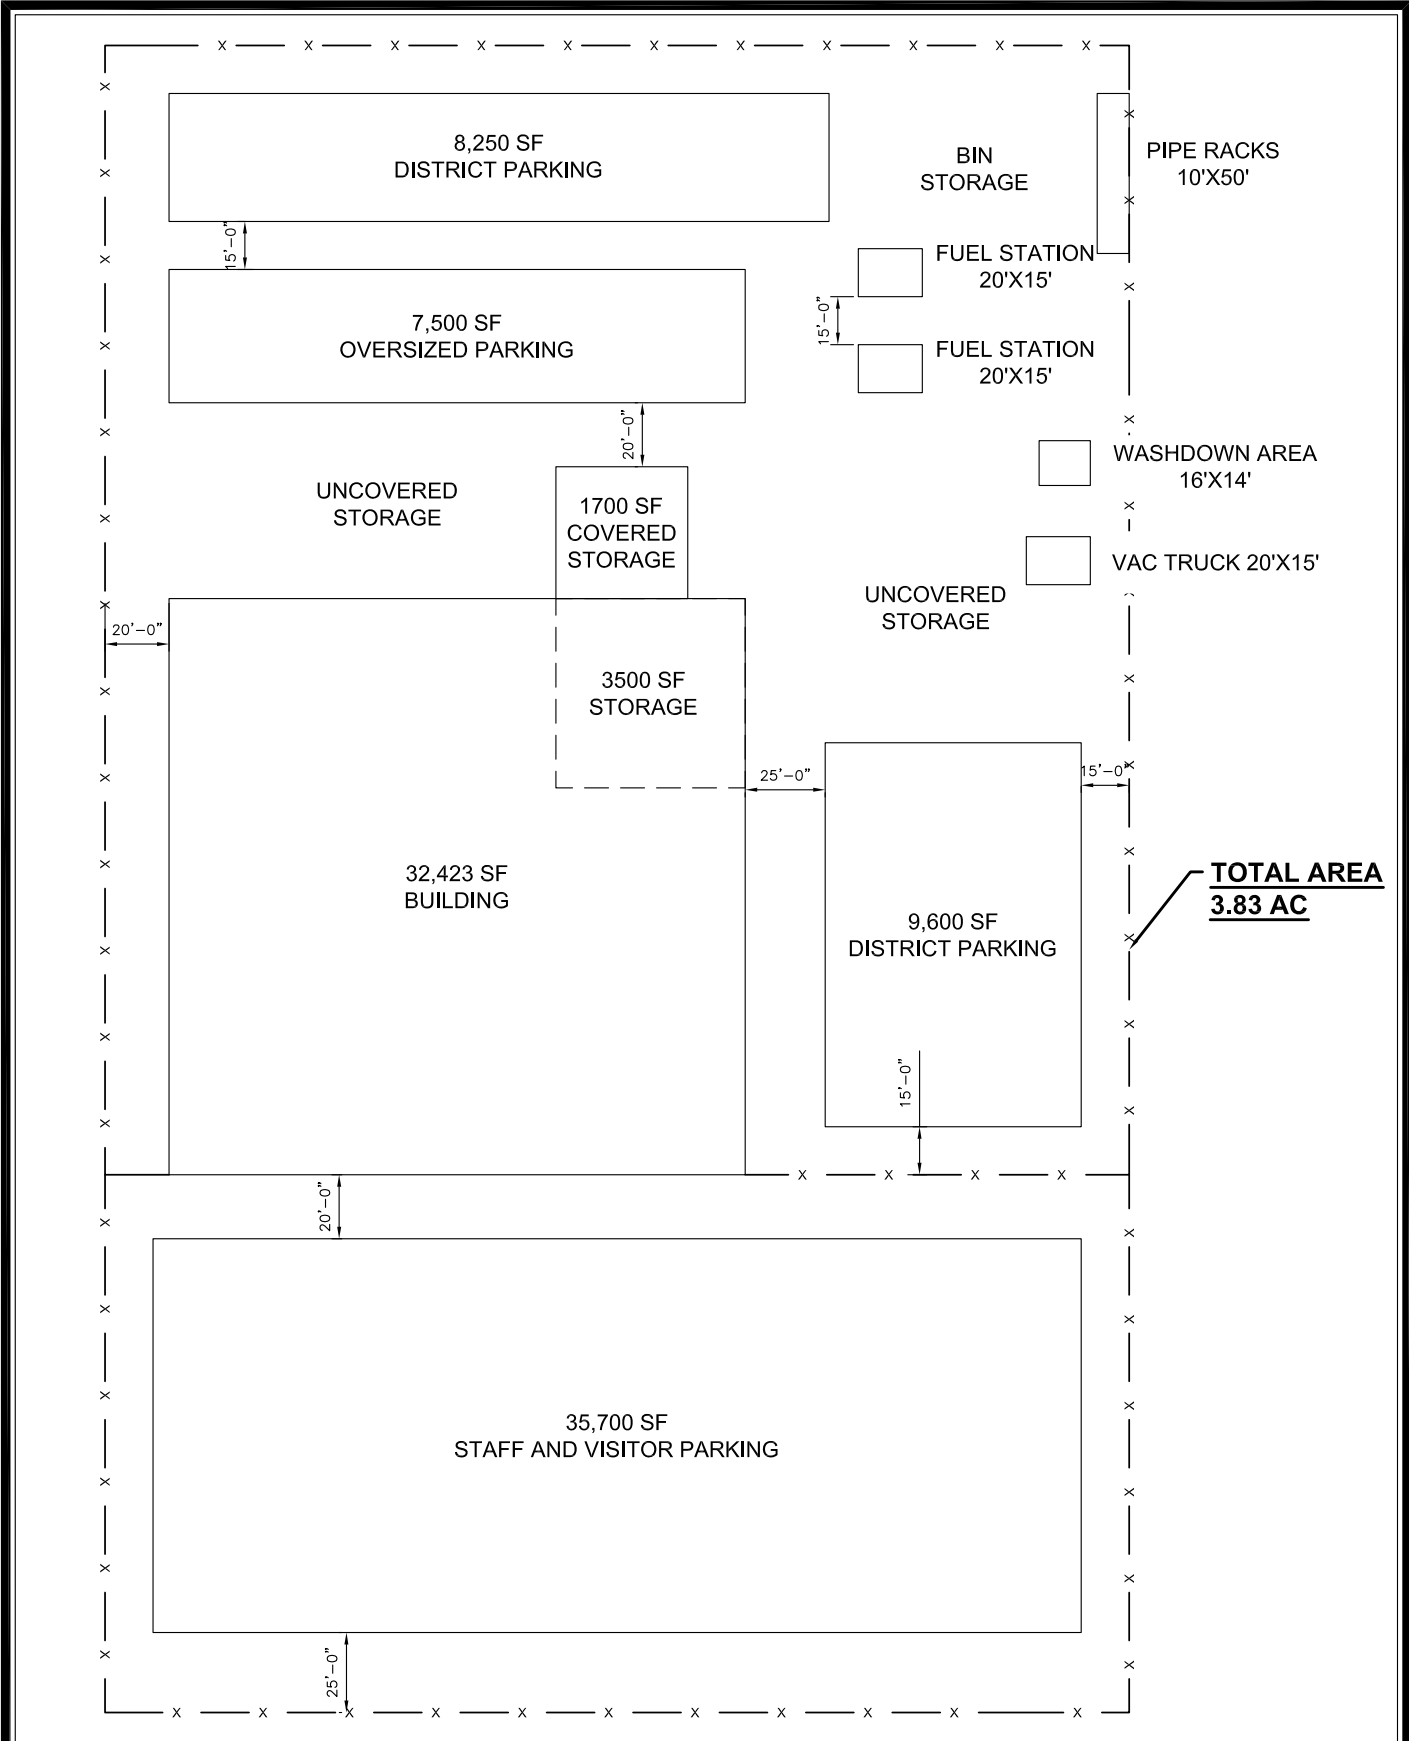 8,250 SF
DISTRICT PARKING
BIN
STORAGE
PIPE RACKS
10'X50'
15'-0"
FUEL STATION
20'X15'
7,500 SF
OVERSIZED PARKING
15'-0"
FUEL STATION
20'X15'
20'-0"
WASHDOWN AREA
16'X14'
UNCOVERED
STORAGE
1700 SF
COVERED
STORAGE
VAC TRUCK 20'X15'
UNCOVERED
STORAGE
20'-0"
3500 SF
STORAGE
25'-0"
15'-0"
32,423 SF
BUILDING
TOTAL AREA
3.83 AC
9,600 SF
DISTRICT PARKING
15'-0"
20'-0"
35,700 SF
STAFF AND VISITOR PARKING
25'-0"